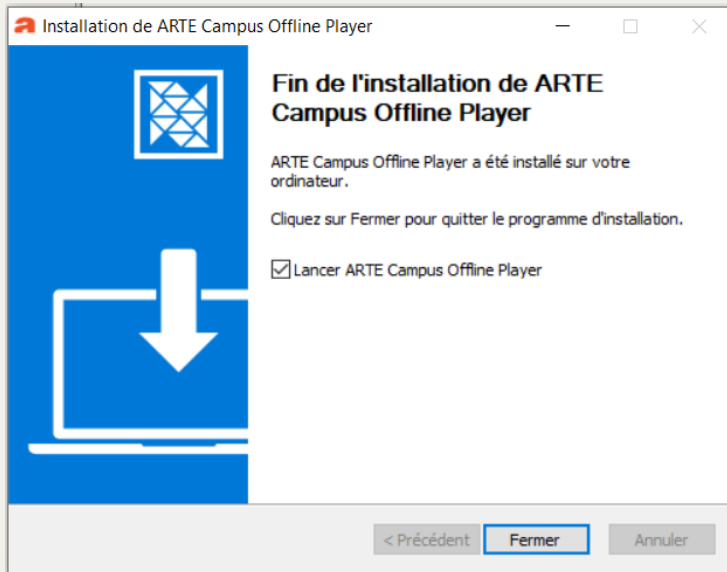 Installation de ARTE Campus Offline Player
Fin de l'installation de ARTE
Campus Offline Player
ARTE Campus Offline Player a été installé sur votre
ordinateur.
Cliquez sur Fermer pour quitter le programme d'installation.
Lancer ARTE Campus Offline Player
< Précédent
Fermer
Annuler